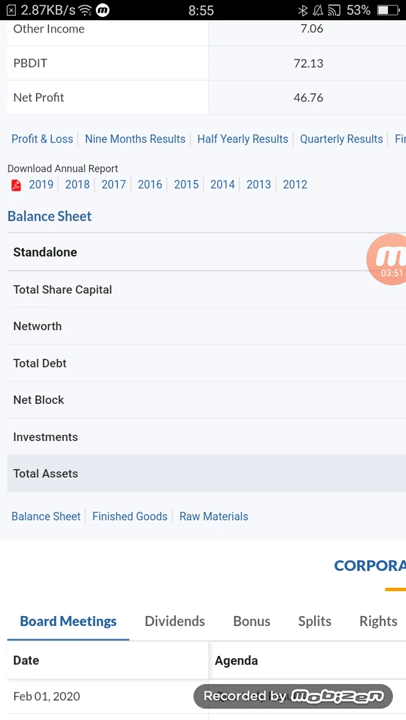 2.87KB/s 8:55 53%
Other Income 7.06
PBDIT 72.13
Net Profit 46.76
Profit & Loss Nine Months Results Half Yearly Results Quarterly Results Fi
Download Annual Report
2019 2018 2017 2016 2015 2014 2013 2012
Balance Sheet
Standalone
03:51
Total Share Capital
Networth
Total Debt
Net Block
Investments
Total Assets
Balance Sheet Finished Goods Raw Materials
CORPORA
Board Meetings Dividends Bonus Splits Rights
Date Agenda
Feb 01, 2020
Recorded by mobizen